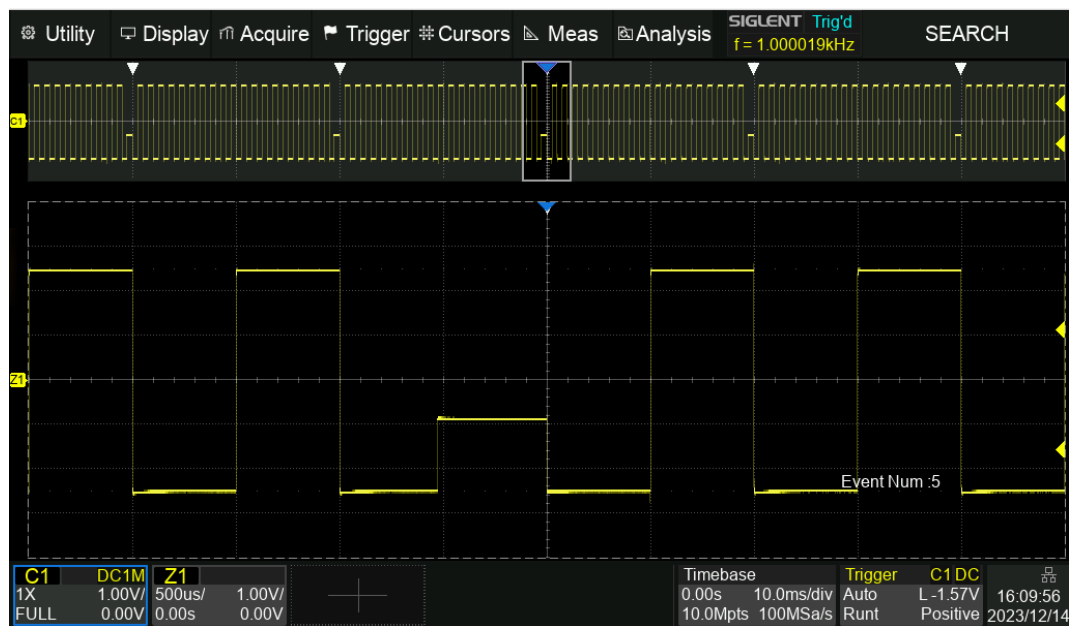 Utility Display Acquire Trigger Cursors Meas Analysis SIGLENT Trig'd SEARCH
f = 1.000019kHz
C1
Z1
Event Num :5
C1 DC1M Z1 Timebase Trigger C1 DC
1X 1.00V/ 500us/ 1.00V/ 0.00s 10.0ms/div Auto L -1.57V 16:09:56
FULL 0.00V 0.00s 0.00V 10.0Mpts 100MSa/s Runt Positive 2023/12/14